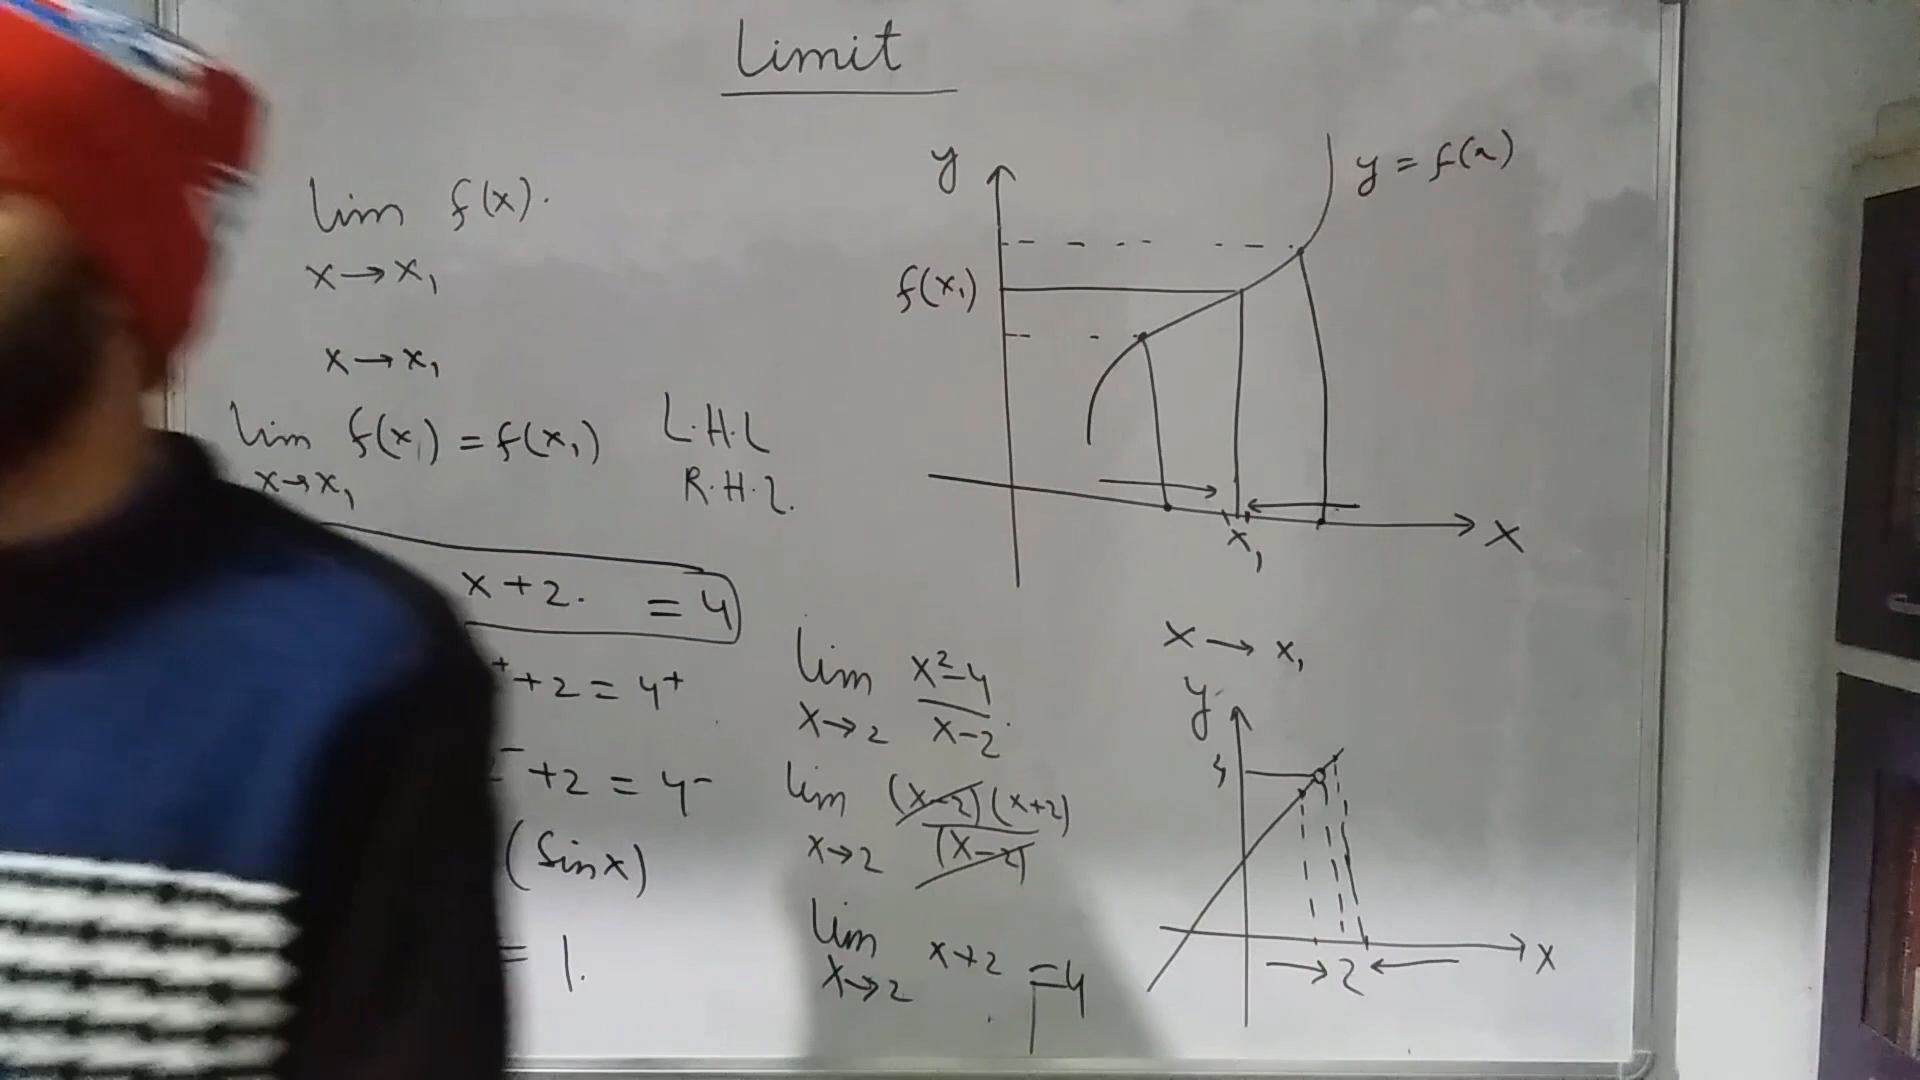 Limit
lim f(x).
x→x₁
x→x₁
lim f(x₁) = f(x₁)
x→x₁
L.H.L
R.H.L.
x+2. = 4
⁺+2 = 4⁺
⁻+2 = 4⁻
(Sinx)
= 1.
lim x²-4
x→2 x-2
lim (x-2)(x+2)
x→2 (x-2)
lim x+2 = 4
x→2
y
y = f(x)
f(x₁)
x₁
x
x → x₁
y
4
→ 2 ←
x